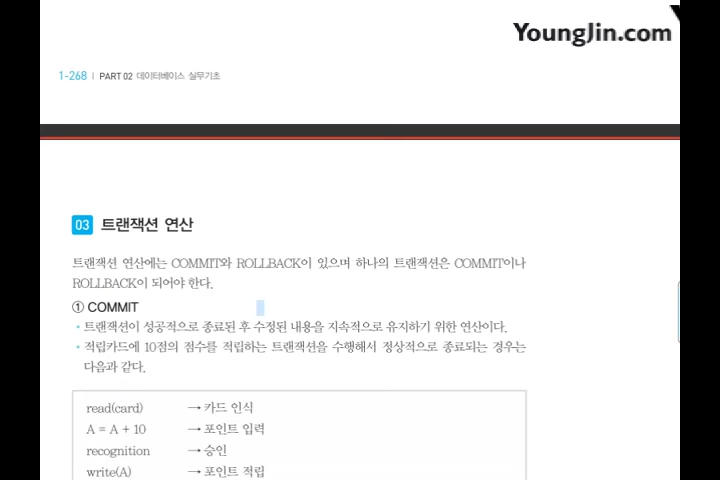 YoungJin.com
1-268 | PART 02 데이터베이스 실무기초
03 트랜잭션 연산
트랜잭션 연산에는 COMMIT와 ROLLBACK이 있으며 하나의 트랜잭션은 COMMIT이나
ROLLBACK이 되어야 한다.
① COMMIT
• 트랜잭션이 성공적으로 종료된 후 수정된 내용을 지속적으로 유지하기 위한 연산이다.
• 적립카드에 10점의 점수를 적립하는 트랜잭션을 수행해서 정상적으로 종료되는 경우는
다음과 같다.
read(card) → 카드 인식
A = A + 10 → 포인트 입력
recognition → 승인
write(A) → 포인트 적립